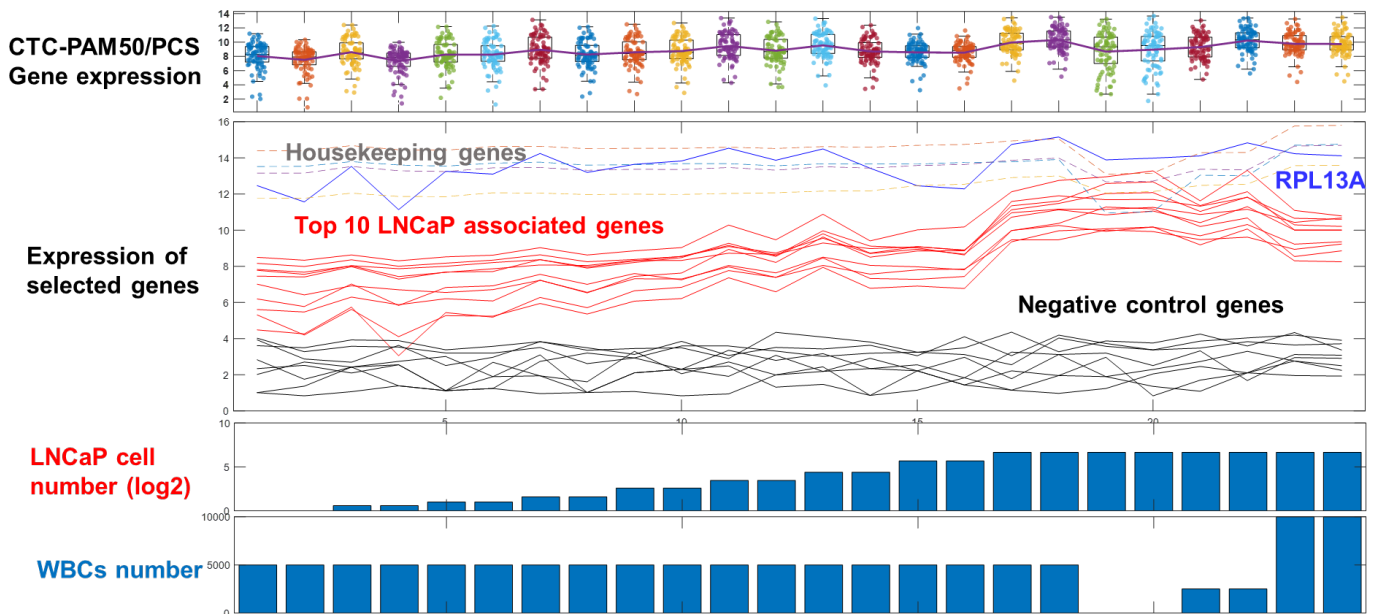 CTC-PAM50/PCS
Gene expression
14
12
10
8
6
4
2
Expression of
selected genes
16
14
12
10
8
6
4
2
0
Housekeeping genes
RPL13A
Top 10 LNCaP associated genes
Negative control genes
5
10
15
20
LNCaP cell
number (log2)
10
5
0
WBCs number
10000
5000
0